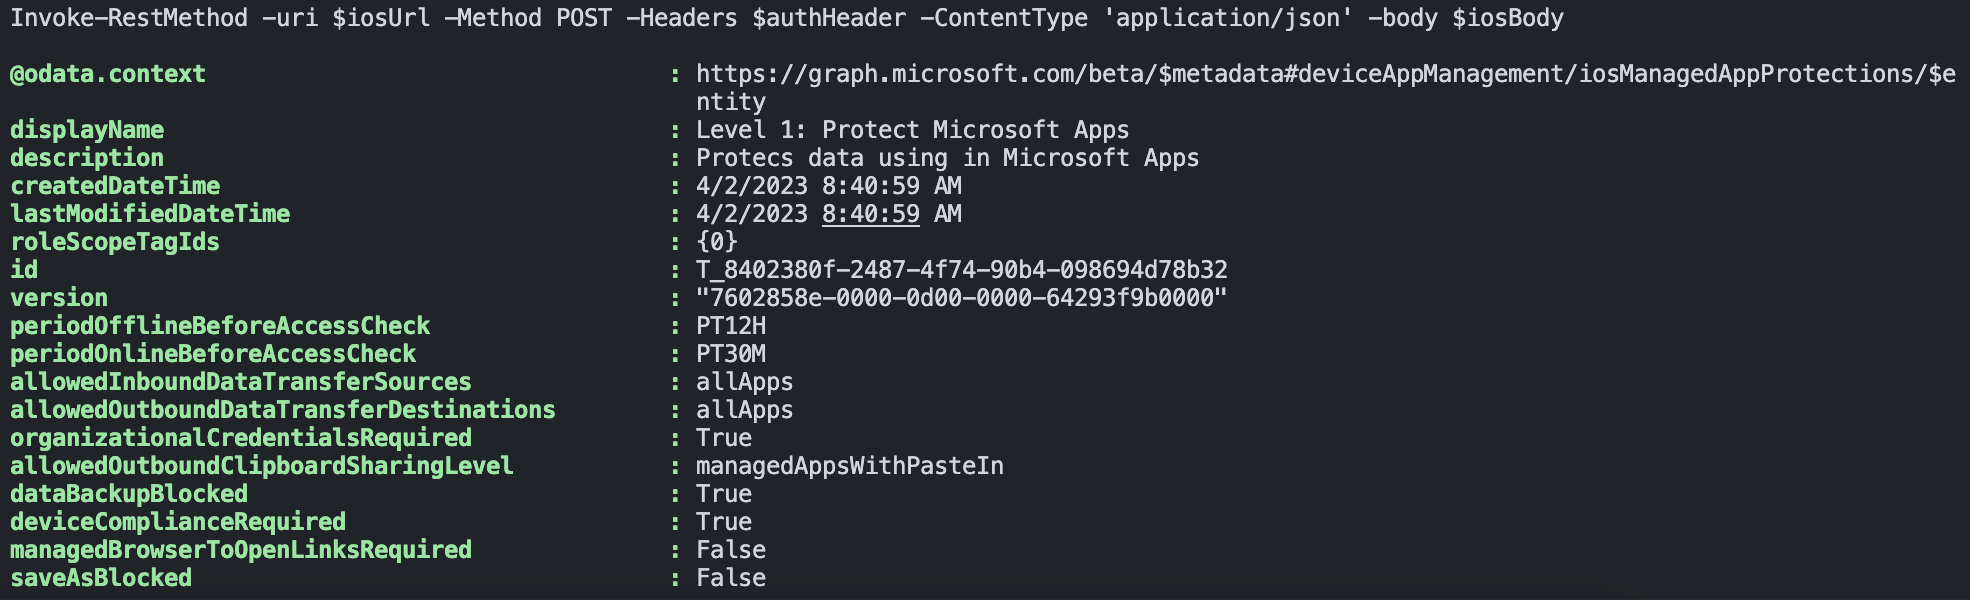 Invoke-RestMethod -uri $iosUrl -Method POST -Headers $authHeader -ContentType 'application/json' -body $iosBody
@odata.context : https://graph.microsoft.com/beta/$metadata#deviceAppManagement/iosManagedAppProtections/$e
ntity
displayName : Level 1: Protect Microsoft Apps
description : Protecs data using in Microsoft Apps
createdDateTime : 4/2/2023 8:40:59 AM
lastModifiedDateTime : 4/2/2023 8:40:59 AM
roleScopeTagIds : {0}
id : T_8402380f-2487-4f74-90b4-098694d78b32
version : "7602858e-0000-0d00-0000-64293f9b0000"
periodOfflineBeforeAccessCheck : PT12H
periodOnlineBeforeAccessCheck : PT30M
allowedInboundDataTransferSources : allApps
allowedOutboundDataTransferDestinations : allApps
organizationalCredentialsRequired : True
allowedOutboundClipboardSharingLevel : managedAppsWithPasteIn
dataBackupBlocked : True
deviceComplianceRequired : True
managedBrowserToOpenLinksRequired : False
saveAsBlocked : False